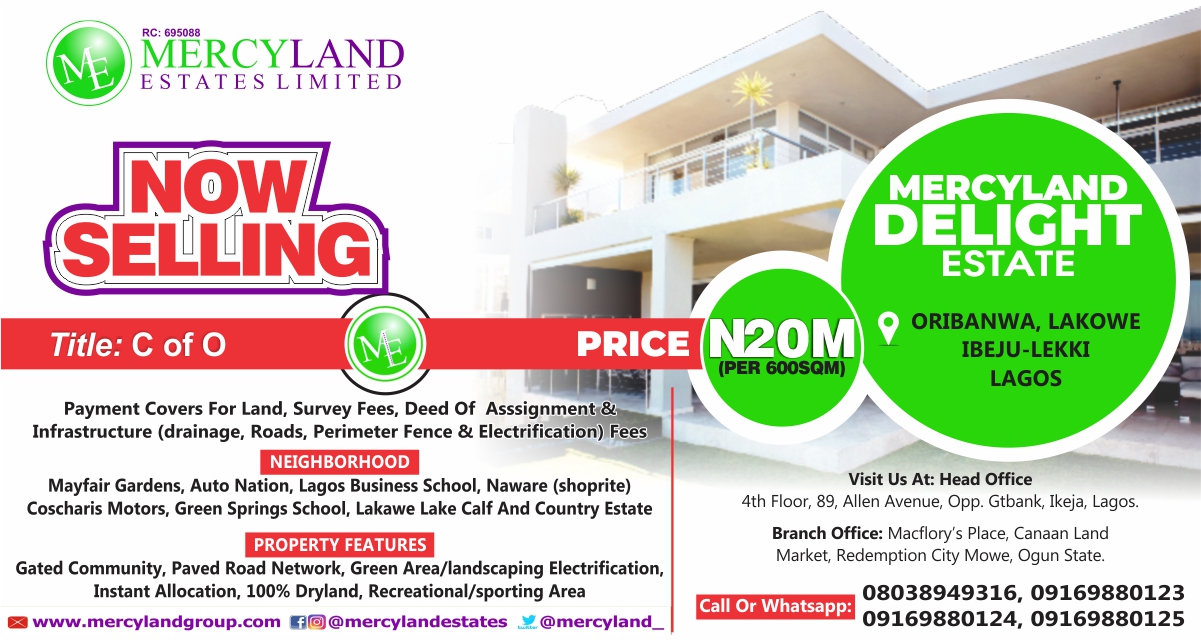 RC: 695088
MERCYLAND
ESTATES LIMITED
ME
NOW
SELLING
MERCYLAND
DELIGHT
ESTATE
ORIBANWA, LAKOWE
IBEJU-LEKKI
LAGOS
Title: C of O
ME
PRICE
N20M
(PER 600SQM)
Payment Covers For Land, Survey Fees, Deed Of Asssignment &
Infrastructure (drainage, Roads, Perimeter Fence & Electrification) Fees
NEIGHBORHOOD
Mayfair Gardens, Auto Nation, Lagos Business School, Naware (shoprite)
Coscharis Motors, Green Springs School, Lakawe Lake Calf And Country Estate
PROPERTY FEATURES
Gated Community, Paved Road Network, Green Area/landscaping Electrification,
Instant Allocation, 100% Dryland, Recreational/sporting Area
www.mercylandgroup.com @mercylandestates twitter @mercyland_
Visit Us At: Head Office
4th Floor, 89, Allen Avenue, Opp. Gtbank, Ikeja, Lagos.
Branch Office: Macflory's Place, Canaan Land
Market, Redemption City Mowe, Ogun State.
Call Or Whatsapp:
08038949316, 09169880123
09169880124, 09169880125